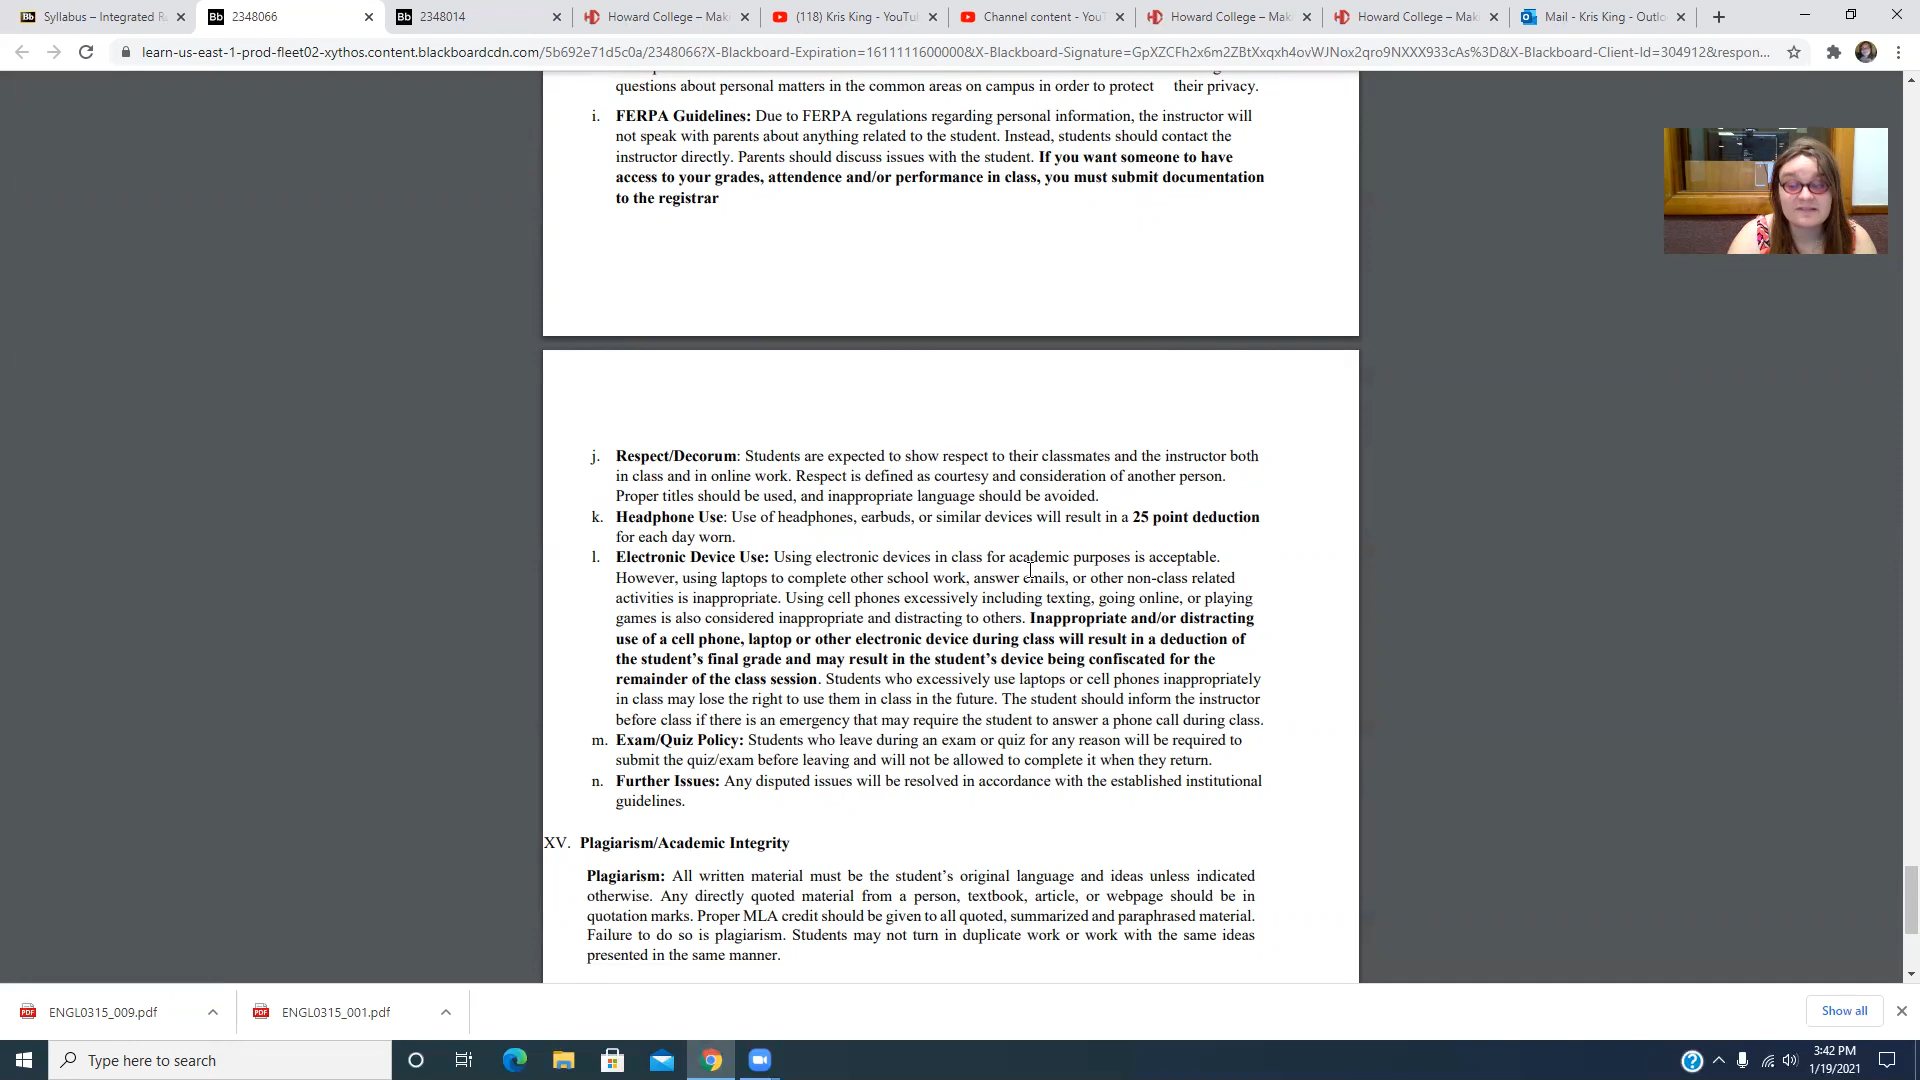 Syllabus – Integrated R
2348066
2348014
Howard College – Mak
(118) Kris King - YouTu
Channel content - YouT
Howard College – Mak
Howard College – Mak
Mail - Kris King - Outlo
learn-us-east-1-prod-fleet02-xythos.content.blackboardcdn.com/5b692e71d5c0a/2348066?X-Blackboard-Expiration=1611111600000&X-Blackboard-Signature=GpXZCFh2x6m2ZBtXxqxh4ovWJNox2qro9NXXX933cAs%3D&X-Blackboard-Client-Id=304912&respon...
questions about personal matters in the common areas on campus in order to protect their privacy.
i. FERPA Guidelines: Due to FERPA regulations regarding personal information, the instructor will
not speak with parents about anything related to the student. Instead, students should contact the
instructor directly. Parents should discuss issues with the student. If you want someone to have
access to your grades, attendence and/or performance in class, you must submit documentation
to the registrar
j. Respect/Decorum: Students are expected to show respect to their classmates and the instructor both
in class and in online work. Respect is defined as courtesy and consideration of another person.
Proper titles should be used, and inappropriate language should be avoided.
k. Headphone Use: Use of headphones, earbuds, or similar devices will result in a 25 point deduction
for each day worn.
l. Electronic Device Use: Using electronic devices in class for academic purposes is acceptable.
However, using laptops to complete other school work, answer emails, or other non-class related
activities is inappropriate. Using cell phones excessively including texting, going online, or playing
games is also considered inappropriate and distracting to others. Inappropriate and/or distracting
use of a cell phone, laptop or other electronic device during class will result in a deduction of
the student’s final grade and may result in the student’s device being confiscated for the
remainder of the class session. Students who excessively use laptops or cell phones inappropriately
in class may lose the right to use them in class in the future. The student should inform the instructor
before class if there is an emergency that may require the student to answer a phone call during class.
m. Exam/Quiz Policy: Students who leave during an exam or quiz for any reason will be required to
submit the quiz/exam before leaving and will not be allowed to complete it when they return.
n. Further Issues: Any disputed issues will be resolved in accordance with the established institutional
guidelines.
XV. Plagiarism/Academic Integrity
Plagiarism: All written material must be the student’s original language and ideas unless indicated
otherwise. Any directly quoted material from a person, textbook, article, or webpage should be in
quotation marks. Proper MLA credit should be given to all quoted, summarized and paraphrased material.
Failure to do so is plagiarism. Students may not turn in duplicate work or work with the same ideas
presented in the same manner.
ENGL0315_009.pdf
ENGL0315_001.pdf
Show all
Type here to search
3:42 PM
1/19/2021